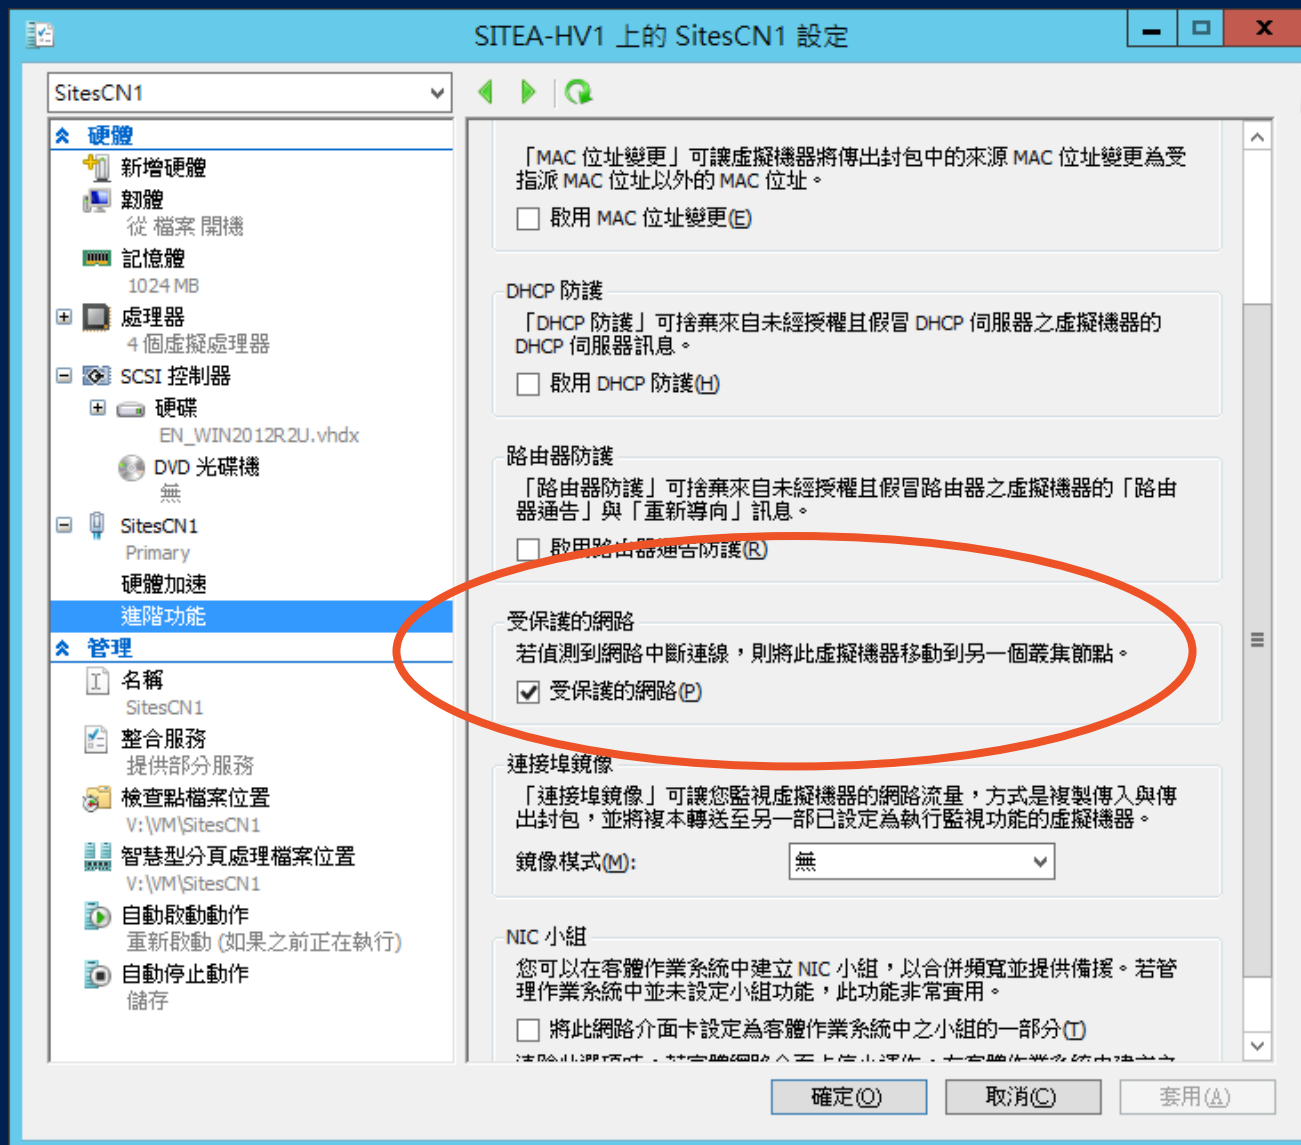 SITEA-HV1 上的 SitesCN1 設定
SitesCN1
硬體
新增硬體
韌體
從 檔案 開機
記憶體
1024 MB
處理器
4 個虛擬處理器
SCSI 控制器
硬碟
EN_WIN2012R2U.vhdx
DVD 光碟機
無
SitesCN1
Primary
硬體加速
進階功能
管理
名稱
SitesCN1
整合服務
提供部分服務
檢查點檔案位置
V:\VM\SitesCN1
智慧型分頁處理檔案位置
V:\VM\SitesCN1
自動啟動動作
重新啟動 (如果之前正在執行)
自動停止動作
儲存
「MAC 位址變更」可讓虛擬機器將傳出封包中的來源 MAC 位址變更為受
指派 MAC 位址以外的 MAC 位址。
啟用 MAC 位址變更(E)
DHCP 防護
「DHCP 防護」可捨棄來自未經授權且假冒 DHCP 伺服器之虛擬機器的
DHCP 伺服器訊息。
啟用 DHCP 防護(H)
路由器防護
「路由器防護」可捨棄來自未經授權且假冒路由器之虛擬機器的「路由
器通告」與「重新導向」訊息。
啟用路由器通告防護(R)
受保護的網路
若偵測到網路中斷連線，則將此虛擬機器移動到另一個叢集節點。
受保護的網路(P)
連接埠鏡像
「連接埠鏡像」可讓您監視虛擬機器的網路流量，方式是複製傳入與傳
出封包，並將複本轉送至另一部已設定為執行監視功能的虛擬機器。
鏡像模式(M):
無
NIC 小組
您可以在客體作業系統中建立 NIC 小組，以合併頻寬並提供備援。若管
理作業系統中並未設定小組功能，此功能非常實用。
將此網路介面卡設定為客體作業系統中之小組的一部分(T)
確定(O)
取消(C)
套用(A)